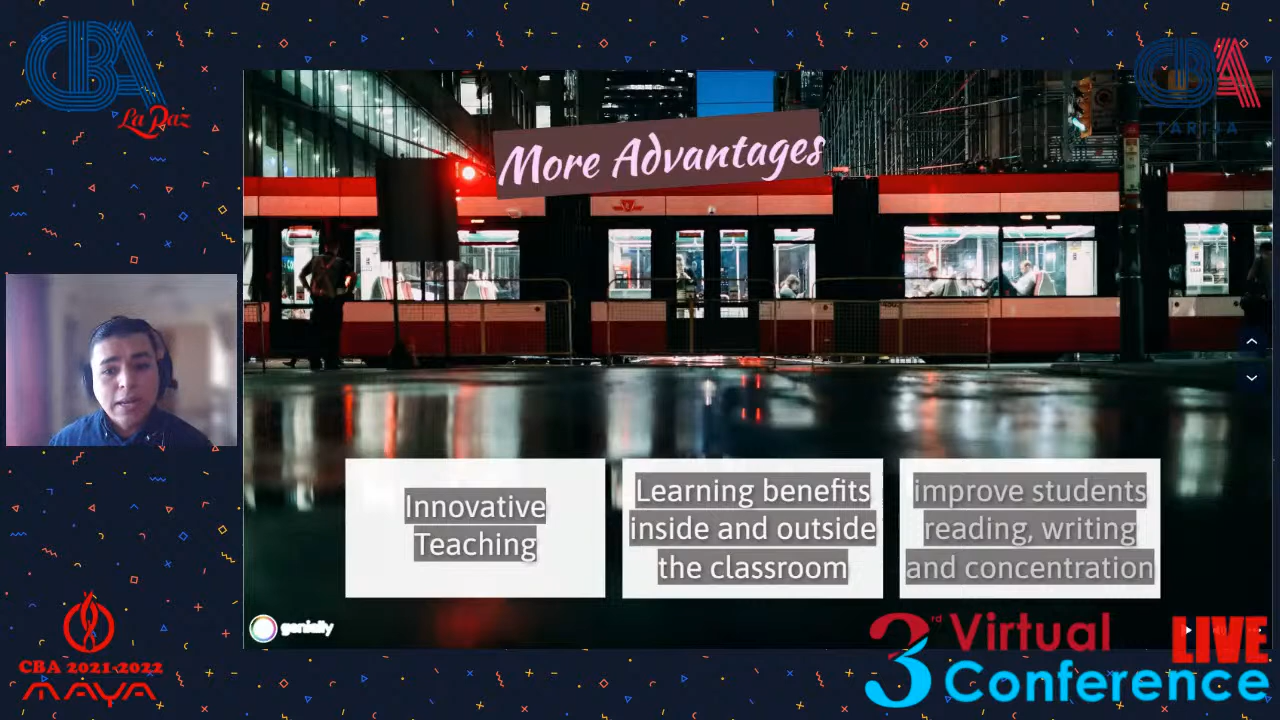 CBA
La Paz
CBA
TARIJA
More Advantages
Innovative
Teaching
Learning benefits
inside and outside
the classroom
improve students
reading, writing
and concentration
genially
CBA 2021-2022
MAYA
3rd Virtual
Conference
LIVE